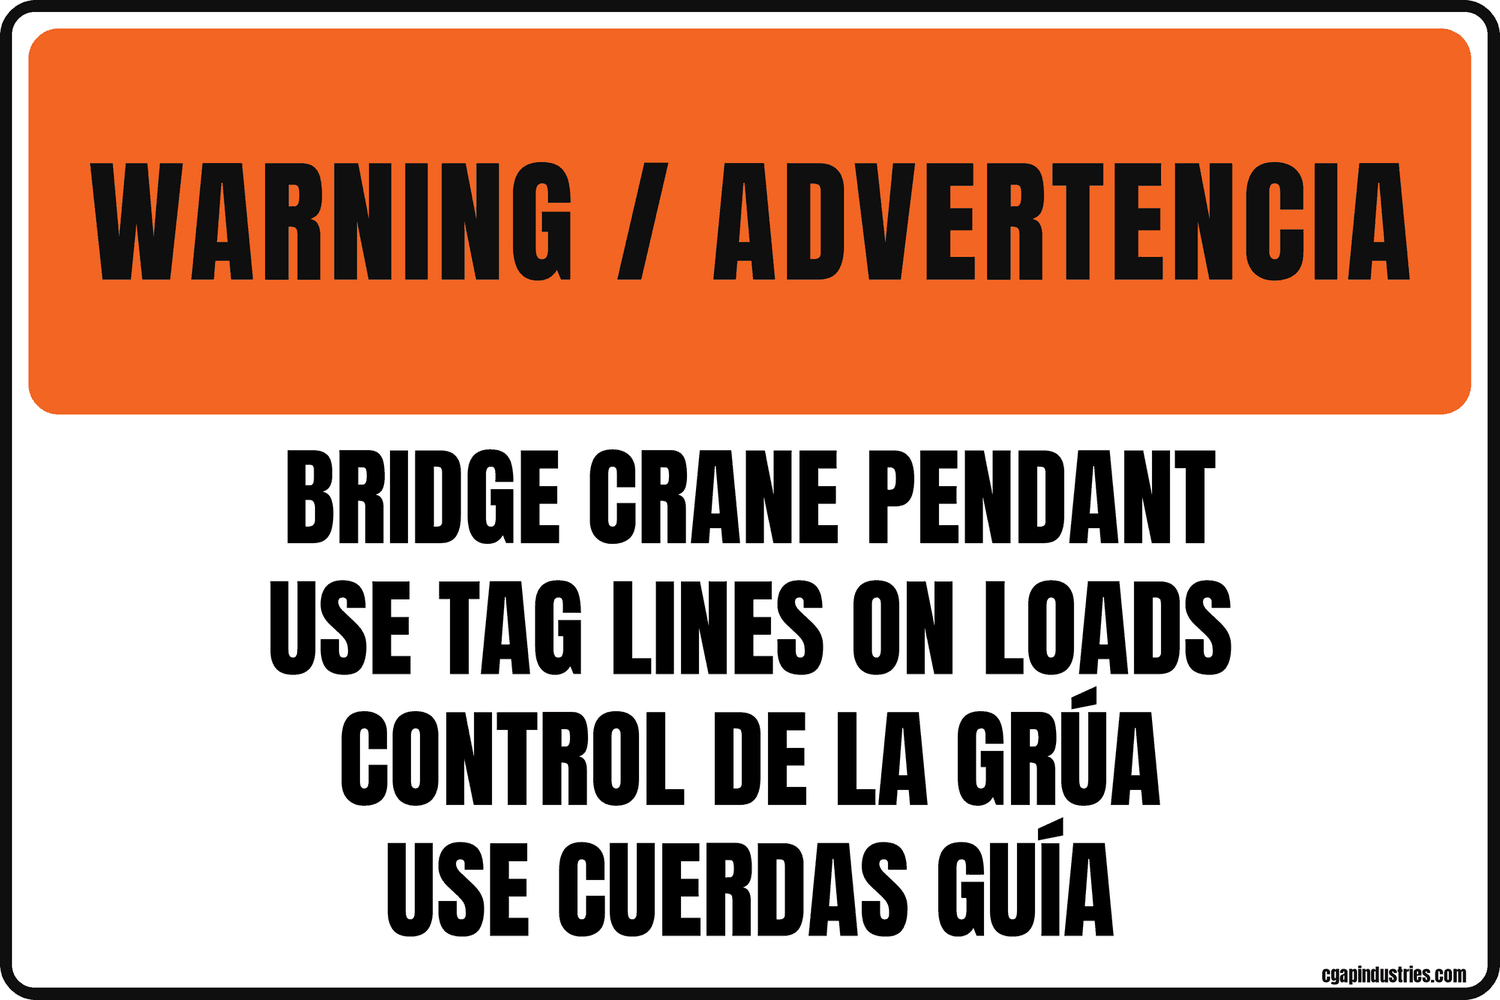 WARNING / ADVERTENCIA
BRIDGE CRANE PENDANT
USE TAG LINES ON LOADS
CONTROL DE LA GRÚA
USE CUERDAS GUÍA
cgapindustries.com